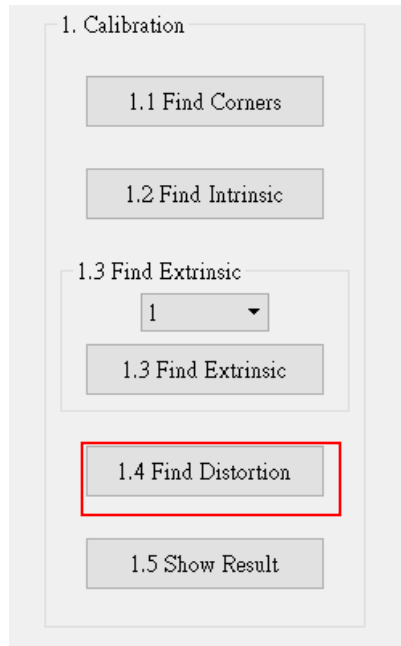 1. Calibration
1.1 Find Corners
1.2 Find Intrinsic
1.3 Find Extrinsic
1
1.3 Find Extrinsic
1.4 Find Distortion
1.5 Show Result